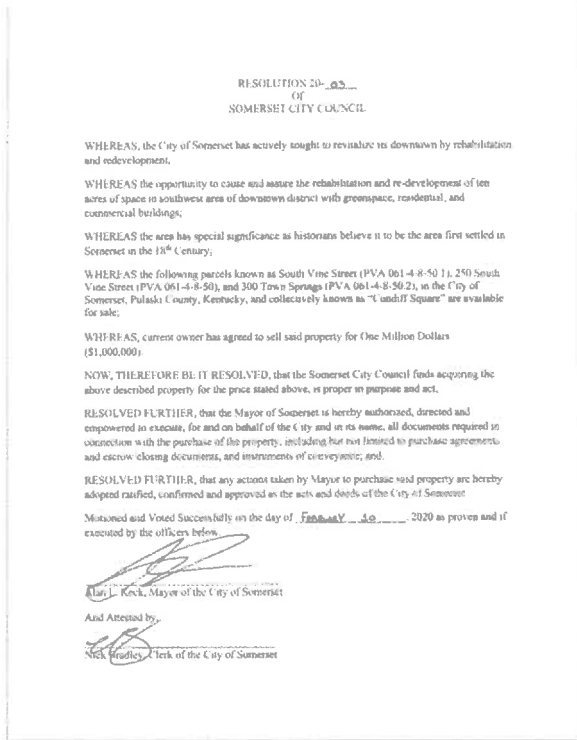 RESOLUTION 20- 03
OF
SOMERSET CITY COUNCIL
WHEREAS, the City of Somerset has actively sought to revitalize its downtown by rehabilitation
and redevelopment,
WHEREAS the opportunity to cause and assure the rehabilitation and re-development of ten
acres of space in southwest area of downtown district with greenspace, residential, and
commercial buildings;
WHEREAS the area has special significance as historians believe it to be the area first settled in
Somerset in the 18th Century;
WHEREAS the following parcels known as South Vine Street (PVA 061-4-8-50.1), 250 South
Vine Street (PVA 061-4-8-50), and 300 Town Springs (PVA 061-4-8-50.2), in the City of
Somerset, Pulaski County, Kentucky, and collectively known as "Cundiff Square" are available
for sale;
WHEREAS, current owner has agreed to sell said property for One Million Dollars
($1,000,000)
NOW, THEREFORE BE IT RESOLVED, that the Somerset City Council finds acquiring the
above described property for the price stated above, is proper in purpose and act,
RESOLVED FURTHER, that the Mayor of Somerset is hereby authorized, directed and
empowered to execute, for and on behalf of the City and in its name, all documents required in
connection with the purchase of the property, including but not limited to purchase agreements
and escrow closing documents, and instruments of conveyance; and,
RESOLVED FURTHER, that any actions taken by Mayor to purchase said property are hereby
adopted ratified, confirmed and approved as the acts and deeds of the City of Somerset
Motioned and Voted Successfully on the day of February 10, 2020 as proven and if
executed by the officers below
Alan L. Keck, Mayor of the City of Somerset
And Attested by,
Nick Bradley, Clerk of the City of Somerset